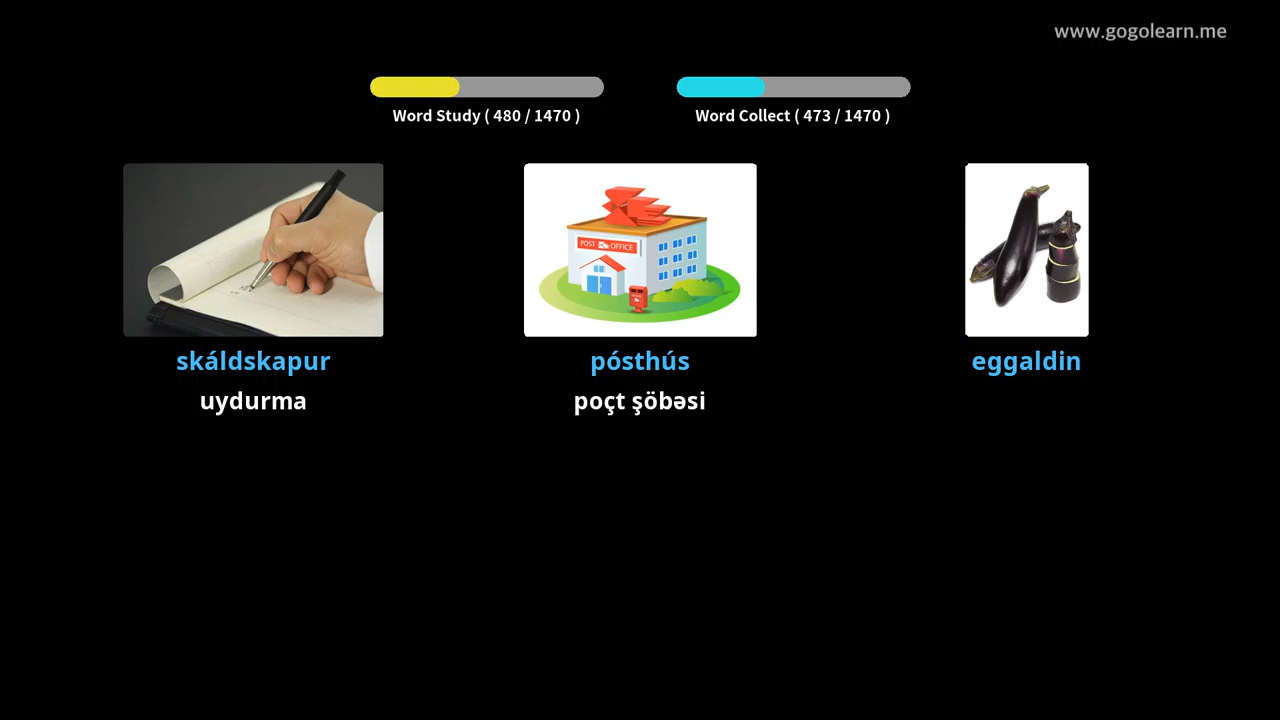 www.gogolearn.me
Word Study ( 480 / 1470 )
Word Collect ( 473 / 1470 )
POST OFFICE
skáldskapur
pósthús
eggaldin
uydurma
poçt şöbəsi